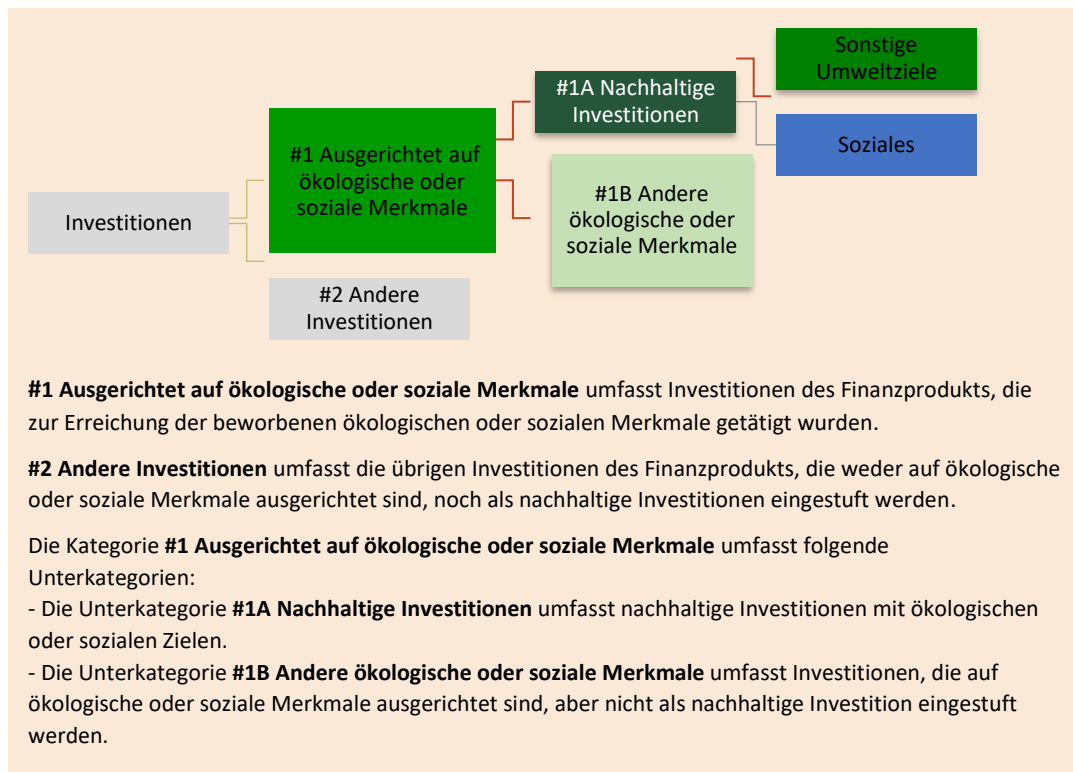 Sonstige
Umweltziele
#1A Nachhaltige
Investitionen
Soziales
#1 Ausgerichtet auf
ökologische oder
soziale Merkmale
#1B Andere
ökologische oder
soziale Merkmale
Investitionen
#2 Andere
Investitionen
#1 Ausgerichtet auf ökologische oder soziale Merkmale umfasst Investitionen des Finanzprodukts, die
zur Erreichung der beworbenen ökologischen oder sozialen Merkmale getätigt wurden.
#2 Andere Investitionen umfasst die übrigen Investitionen des Finanzprodukts, die weder auf ökologische
oder soziale Merkmale ausgerichtet sind, noch als nachhaltige Investitionen eingestuft werden.
Die Kategorie #1 Ausgerichtet auf ökologische oder soziale Merkmale umfasst folgende
Unterkategorien:
- Die Unterkategorie #1A Nachhaltige Investitionen umfasst nachhaltige Investitionen mit ökologischen
oder sozialen Zielen.
- Die Unterkategorie #1B Andere ökologische oder soziale Merkmale umfasst Investitionen, die auf
ökologische oder soziale Merkmale ausgerichtet sind, aber nicht als nachhaltige Investition eingestuft
werden.